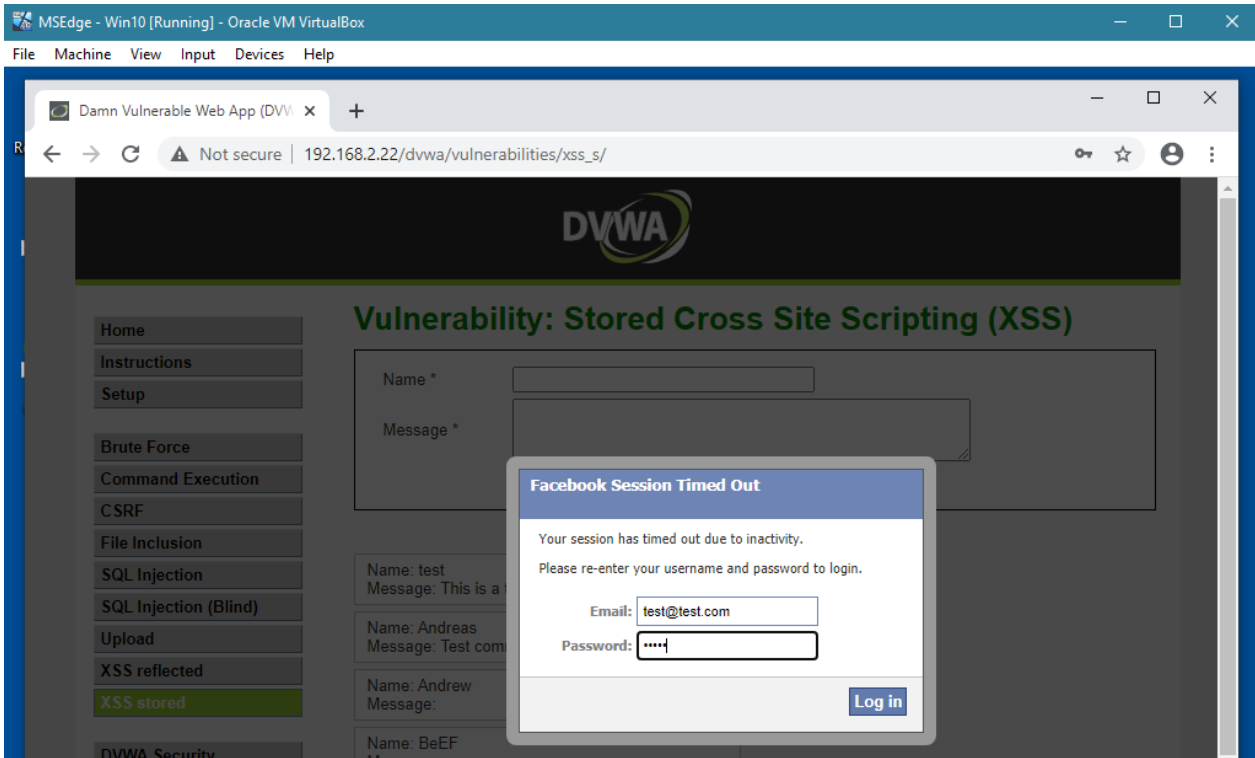 MSEdge - Win10 [Running] - Oracle VM VirtualBox
File Machine View Input Devices Help
Damn Vulnerable Web App (DVW
Not secure | 192.168.2.22/dvwa/vulnerabilities/xss_s/
DVWA
Vulnerability: Stored Cross Site Scripting (XSS)
Home
Instructions
Setup
Brute Force
Command Execution
CSRF
File Inclusion
SQL Injection
SQL Injection (Blind)
Upload
XSS reflected
XSS stored
DVWA Security
Name *
Message *
Name: test
Message: This is a
Name: Andreas
Message: Test com
Name: Andrew
Message:
Name: BeEF
Facebook Session Timed Out
Your session has timed out due to inactivity.
Please re-enter your username and password to login.
Email: test@test.com
Password: •••••
Log in